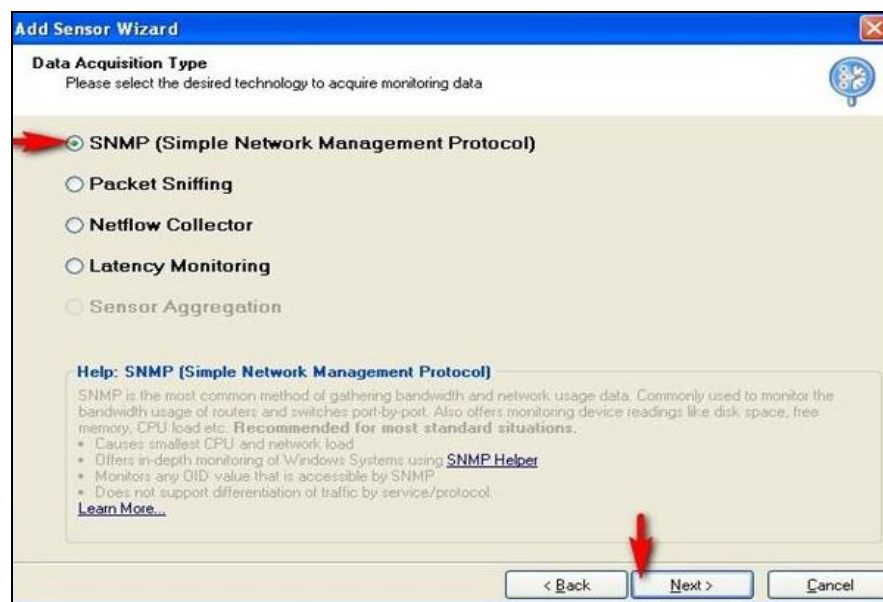 Add Sensor Wizard
Data Acquisition Type
Please select the desired technology to acquire monitoring data
SNMP (Simple Network Management Protocol)
Packet Sniffing
Netflow Collector
Latency Monitoring
Sensor Aggregation
Help: SNMP (Simple Network Management Protocol)
SNMP is the most common method of gathering bandwidth and network usage data. Commonly used to monitor the
bandwidth usage of routers and switches port-by-port. Also offers monitoring device readings like disk space, free
memory, CPU load etc. Recommended for most standard situations.
• Causes smallest CPU and network load
• Offers in-depth monitoring of Windows Systems using SNMP Helper
• Monitors any OID value that is accessible by SNMP
• Does not support differentiation of traffic by service/protocol.
Learn More...
< Back
Next >
Cancel